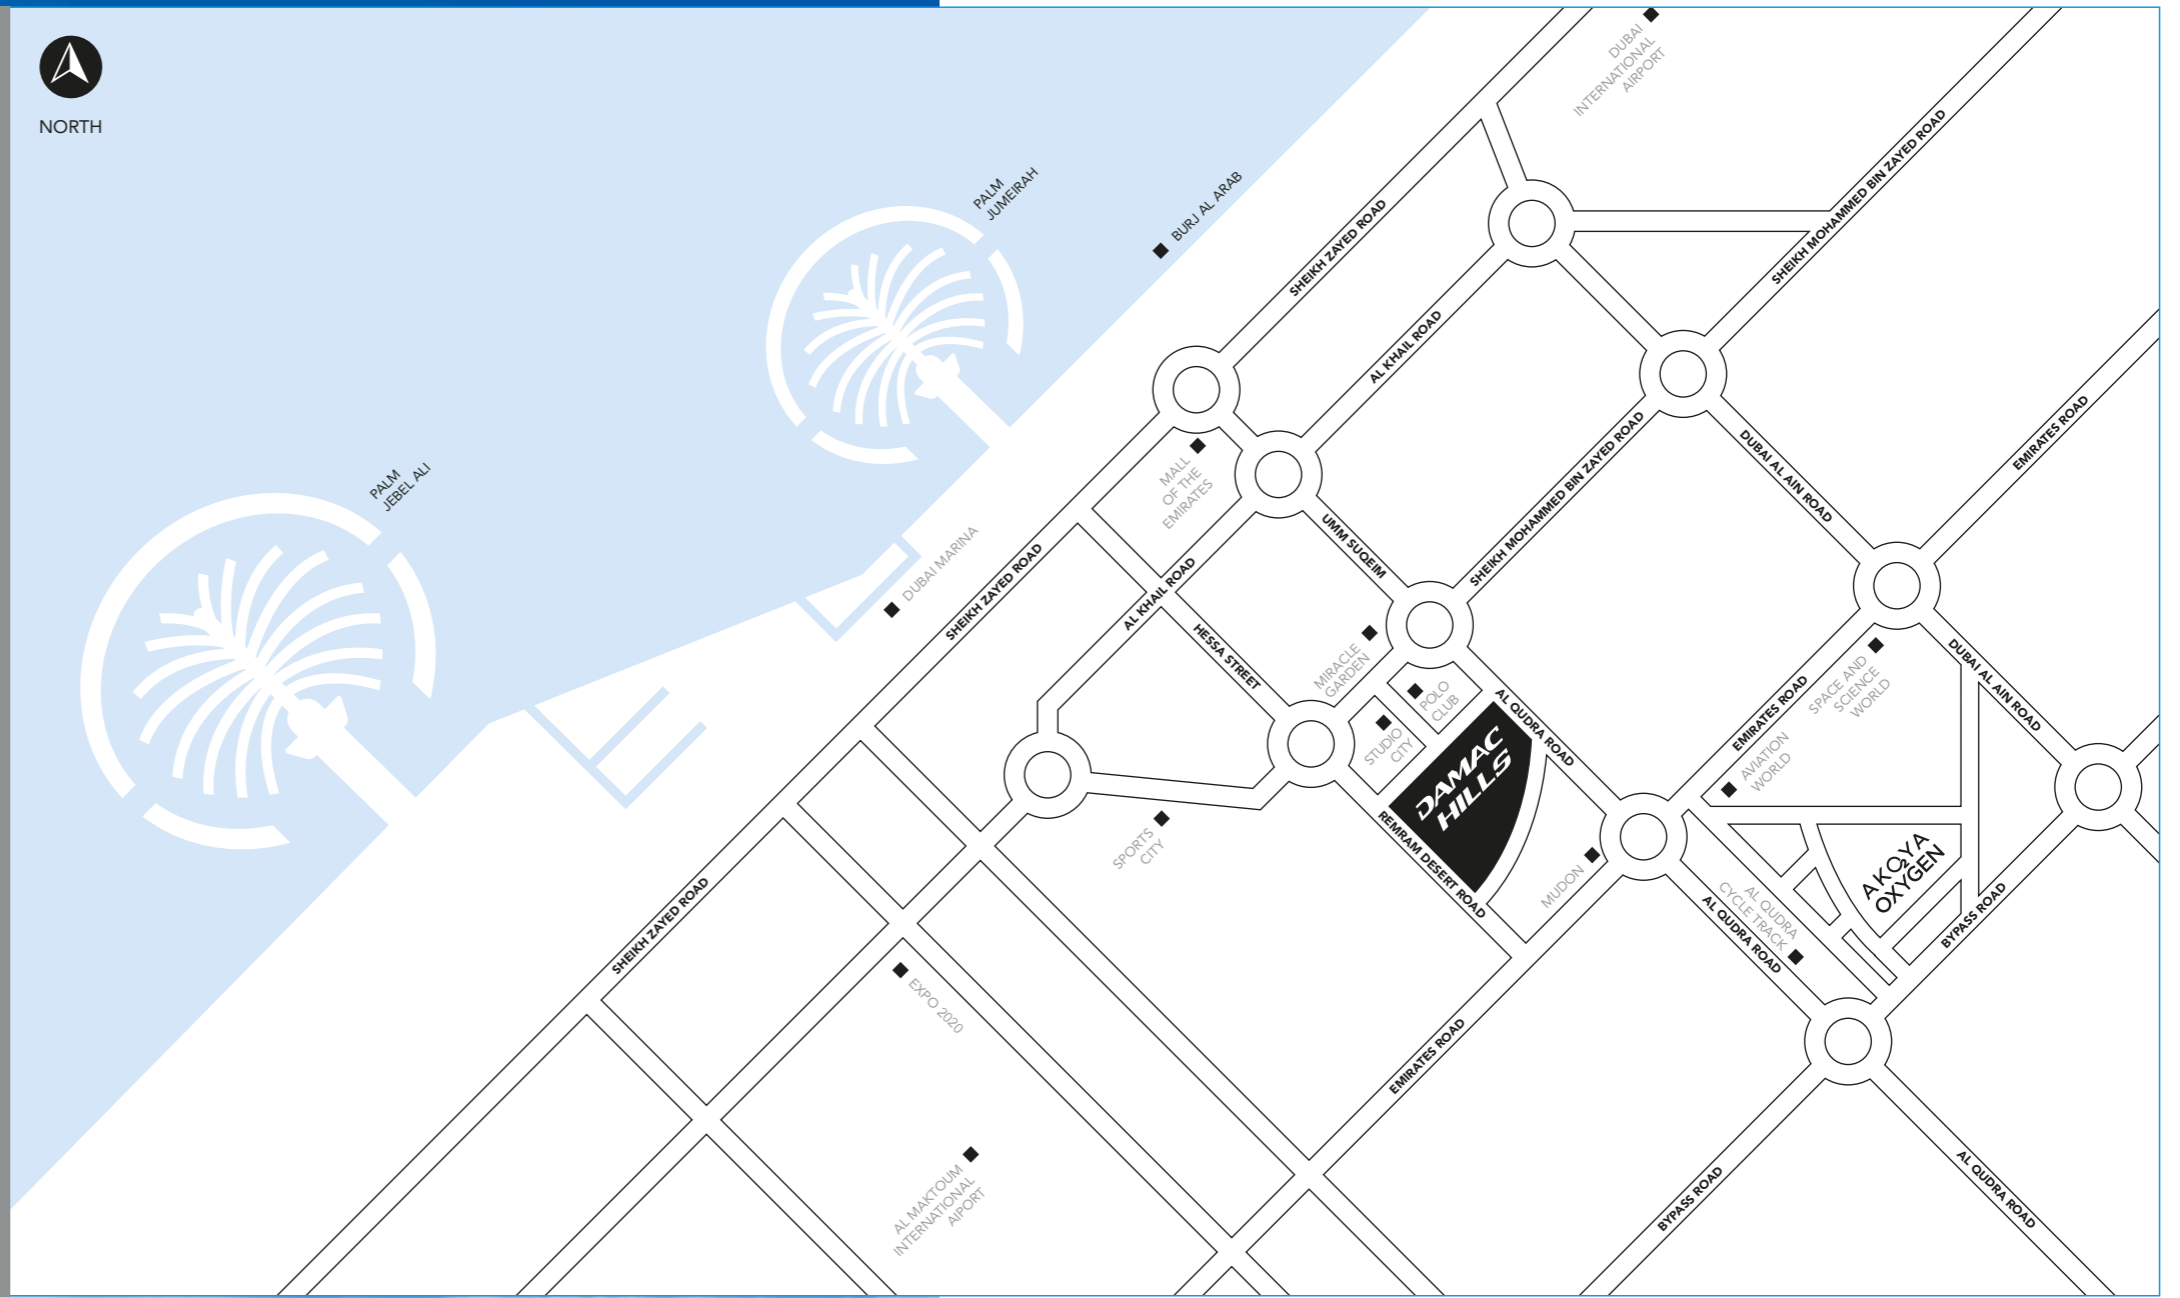 NORTH
DUBAI
INTERNATIONAL
AIRPORT
PALM
JUMEIRAH
BURJ AL ARAB
SHEIKH ZAYED ROAD
SHEIKH MOHAMMED BIN ZAYED ROAD
AL KHAIL ROAD
PALM
JEBEL ALI
MALL
OF THE
EMIRATES
DUBAI MARINA
SHEIKH ZAYED ROAD
AL KHAIL ROAD
UMM SUQEIM
SHEIKH MOHAMMED BIN ZAYED ROAD
DUBAI AL AIN ROAD
EMIRATES ROAD
HESSA STREET
MIRACLE
GARDEN
POLO
CLUB
STUDIO
CITY
AL QUDRA ROAD
DAMAC
HILLS
EMIRATES ROAD
SPACE AND
SCIENCE
WORLD
DUBAI AL AIN ROAD
AVIATION
WORLD
SPORTS
CITY
REMRAM DESERT ROAD
MUDON
AL QUDRA
CYCLE TRACK
AL QUDRA ROAD
AKO2YA
OXYGEN
BYPASS ROAD
SHEIKH ZAYED ROAD
EXPO 2020
EMIRATES ROAD
AL MAKTOUM
INTERNATIONAL
AIPORT
BYPASS ROAD
AL QUDRA ROAD